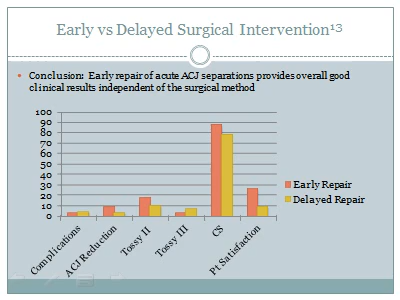 Early vs Delayed Surgical Intervention¹³
• Conclusion: Early repair of acute ACJ separations provides overall good
clinical results independent of the surgical method
100
90
80
70
60
50
40
30
20
10
0
Complications
ACJ Reduction
Tossy II
Tossy III
CS
Pt Satisfaction
Early Repair
Delayed Repair